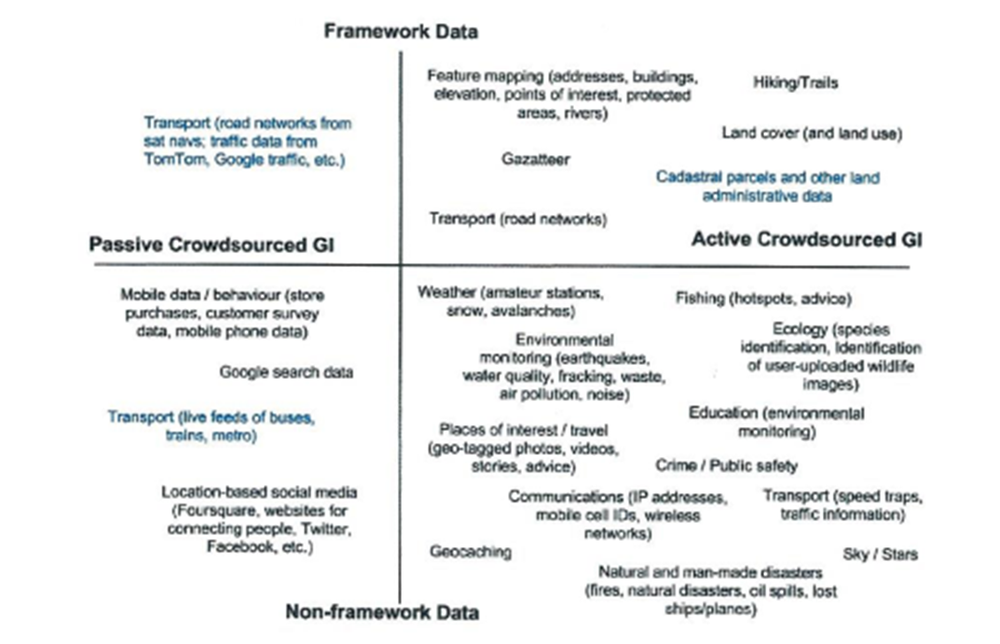 Framework Data
Feature mapping (addresses, buildings,
elevation, points of interest, protected
areas, rivers)
Hiking/Trails
Transport (road networks from
sat navs; traffic data from
TomTom, Google traffic, etc.)
Land cover (and land use)
Gazatteer
Cadastral parcels and other land
administrative data
Transport (road networks)
Passive Crowdsourced GI
Active Crowdsourced GI
Mobile data / behaviour (store
purchases, customer survey
data, mobile phone data)
Google search data
Transport (live feeds of buses,
trains, metro)
Location-based social media
(Foursquare, websites for
connecting people, Twitter,
Facebook, etc.)
Weather (amateur stations,
snow, avalanches)
Fishing (hotspots, advice)
Environmental
monitoring (earthquakes,
water quality, fracking, waste,
air pollution, noise)
Ecology (species
identification, Identification
of user-uploaded wildlife
images)
Education (environmental
monitoring)
Places of interest / travel
(geo-tagged photos, videos,
stories, advice)
Crime / Public safety
Communications (IP addresses,
mobile cell IDs, wireless
networks)
Transport (speed traps,
traffic information)
Geocaching
Sky / Stars
Natural and man-made disasters
(fires, natural disasters, oil spills, lost
ships/planes)
Non-framework Data